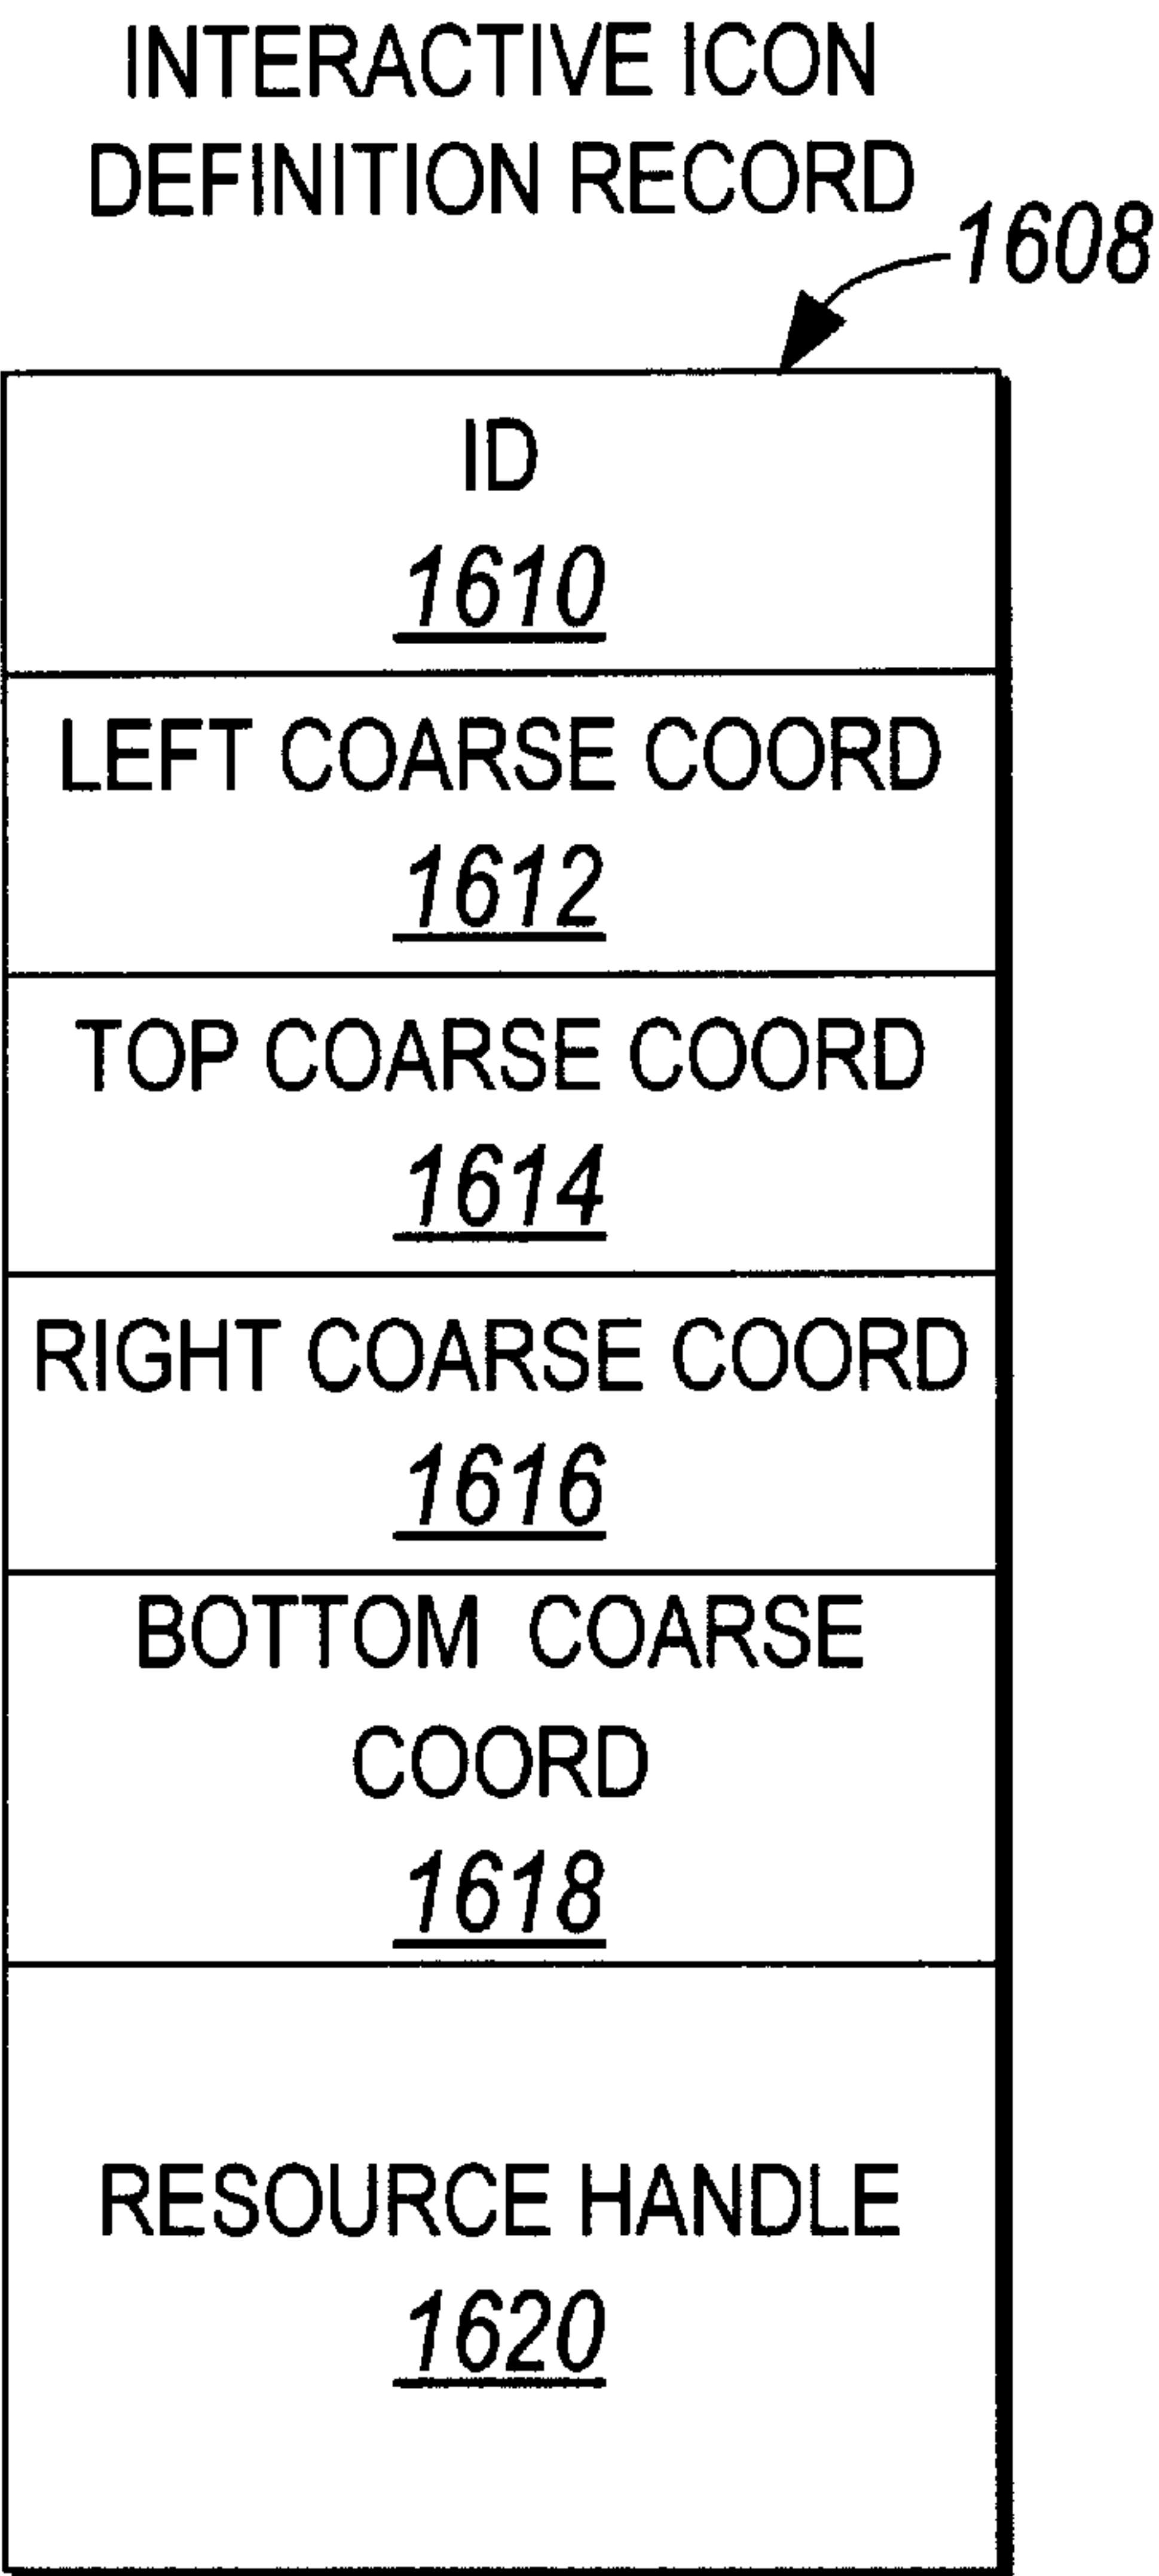 INTERACTIVE ICON
DEFINITION RECORD
1608
ID
1610
LEFT COARSE COORD
1612
TOP COARSE COORD
1614
RIGHT COARSE COORD
1616
BOTTOM COARSE
COORD
1618
RESOURCE HANDLE
1620